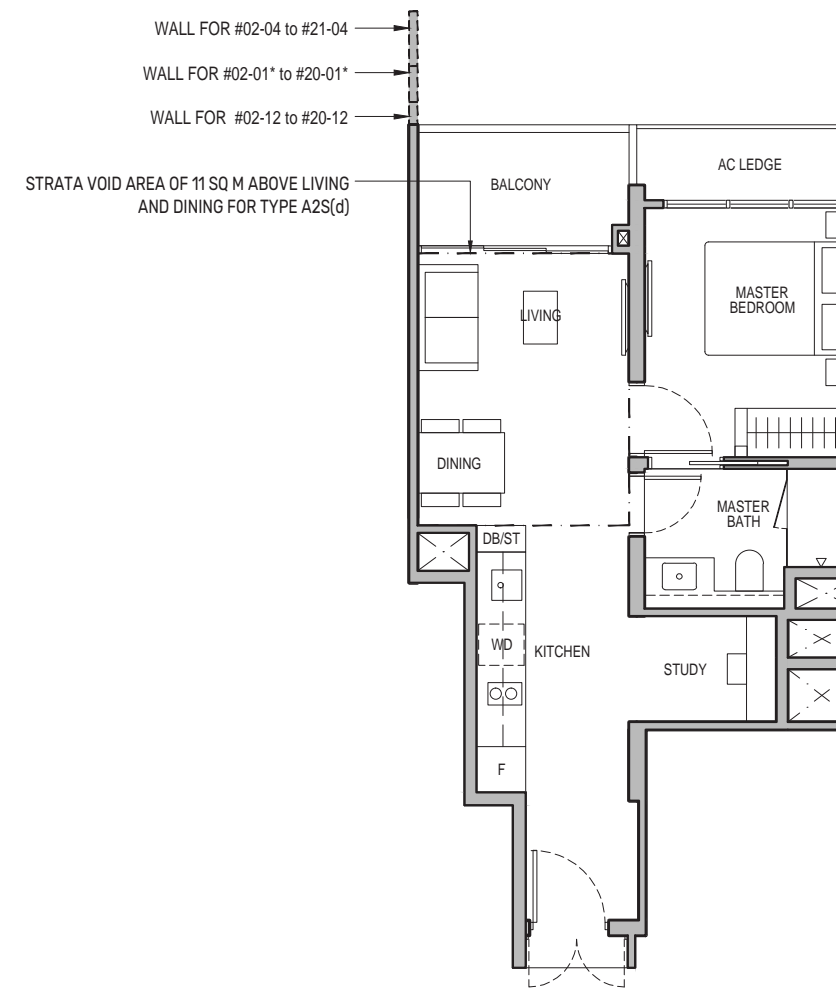 WALL FOR #02-04 to #21-04
WALL FOR #02-01* to #20-01*
WALL FOR #02-12 to #20-12
STRATA VOID AREA OF 11 SQ M ABOVE LIVING
AND DINING FOR TYPE A2S(d)
BALCONY
AC LEDGE
MASTER
BEDROOM
LIVING
DINING
MASTER
BATH
DB/ST
WD
KITCHEN
STUDY
F